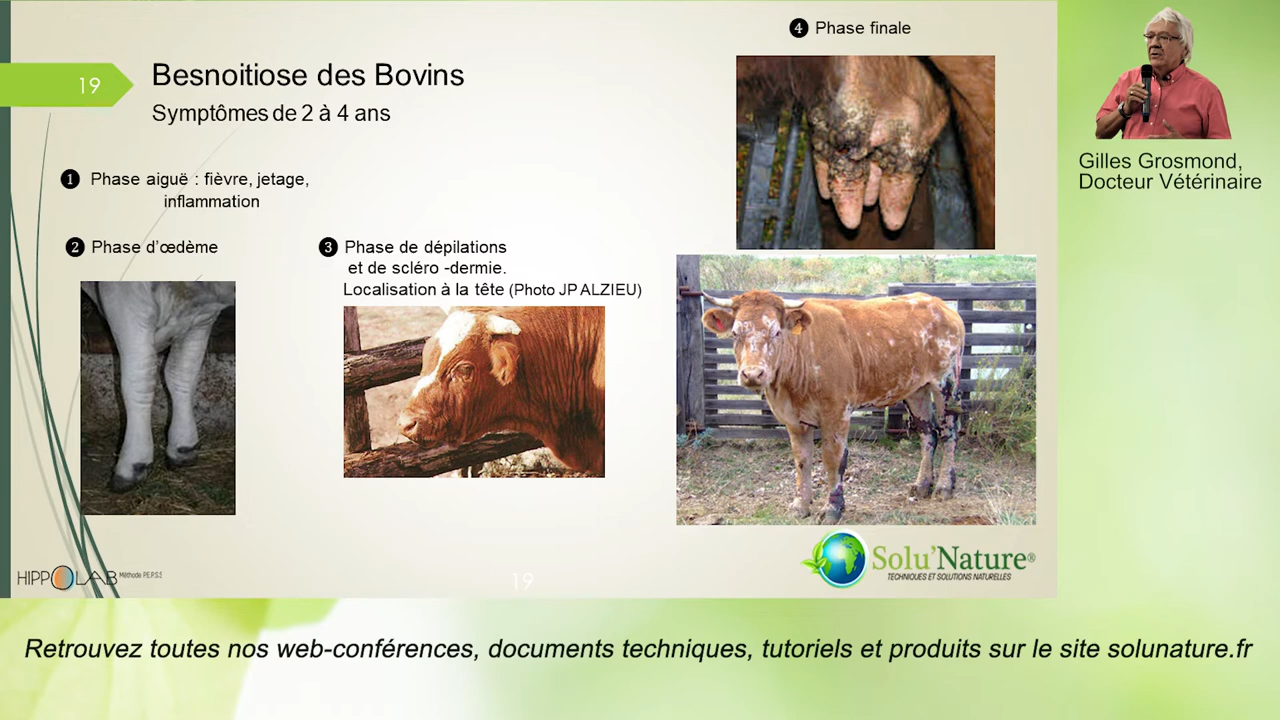 19
Besnoitiose des Bovins
Symptômes de 2 à 4 ans
❶ Phase aiguë : fièvre, jetage,
inflammation
❷ Phase d'œdème
❸ Phase de dépilations
et de scléro -dermie.
Localisation à la tête (Photo JP ALZIEU)
❹ Phase finale
HIPPOLAB Méthode P.E.P.S'S
19
Solu'Nature®
TECHNIQUES ET SOLUTIONS NATURELLES
Gilles Grosmond,
Docteur Vétérinaire
Retrouvez toutes nos web-conférences, documents techniques, tutoriels et produits sur le site solunature.fr